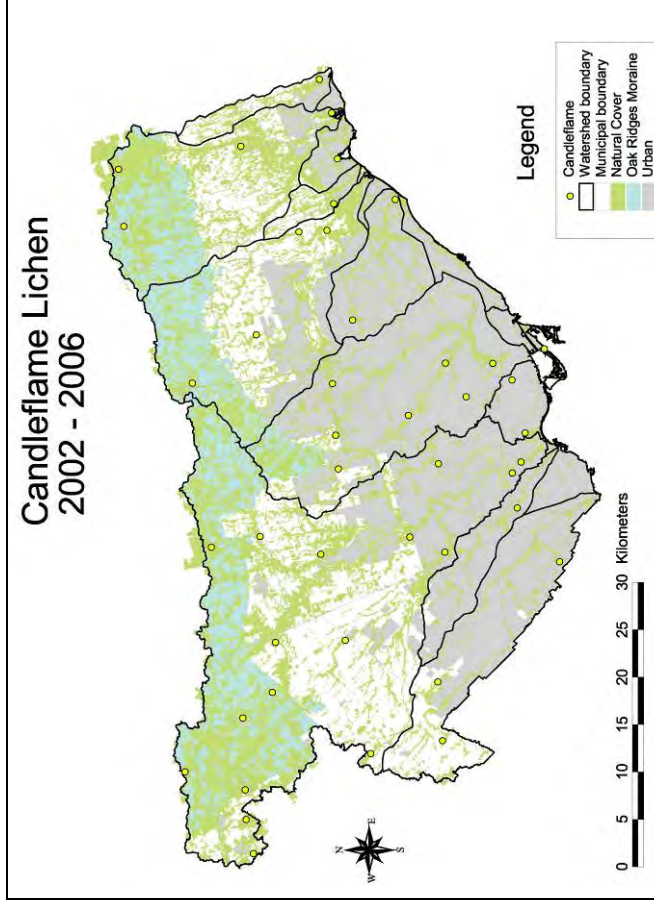 Candleflame Lichen
2002 - 2006
Legend
Candleflame
Watershed boundary
Municipal boundary
Natural Cover
Oak Ridges Moraine
Urban
N
W
E
S
0
5
10
15
20
25
30
Kilometers